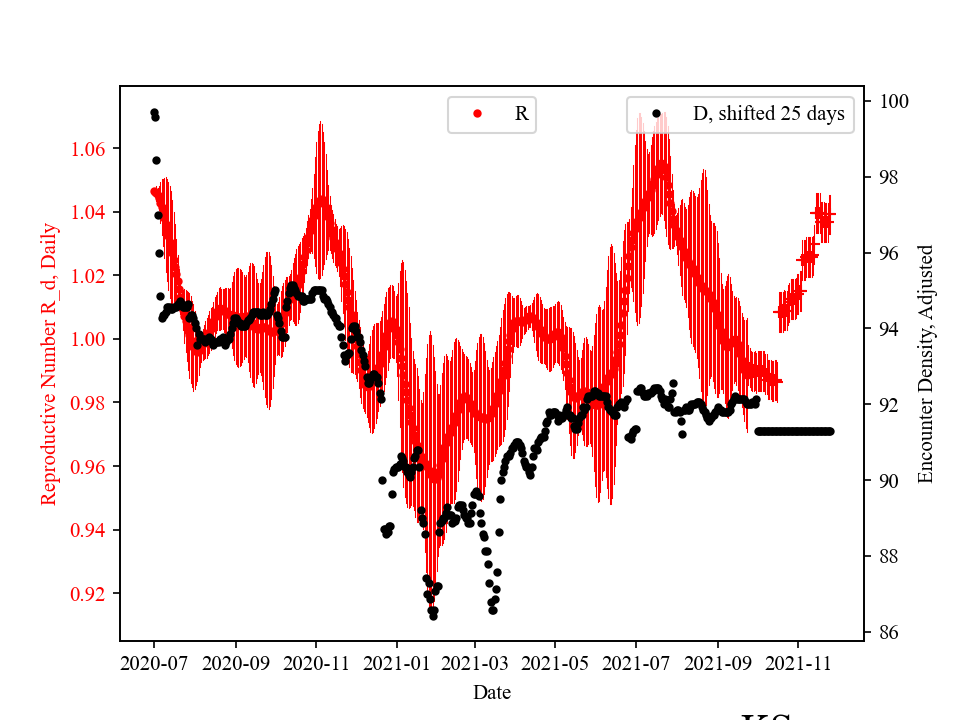 R
D, shifted 25 days
Reproductive Number R_d, Daily
1.06
1.04
1.02
1.00
0.98
0.96
0.94
0.92
100
98
96
94
92
90
88
86
Encounter Density, Adjusted
2020-07 2020-09 2020-11 2021-01 2021-03 2021-05 2021-07 2021-09 2021-11
Date